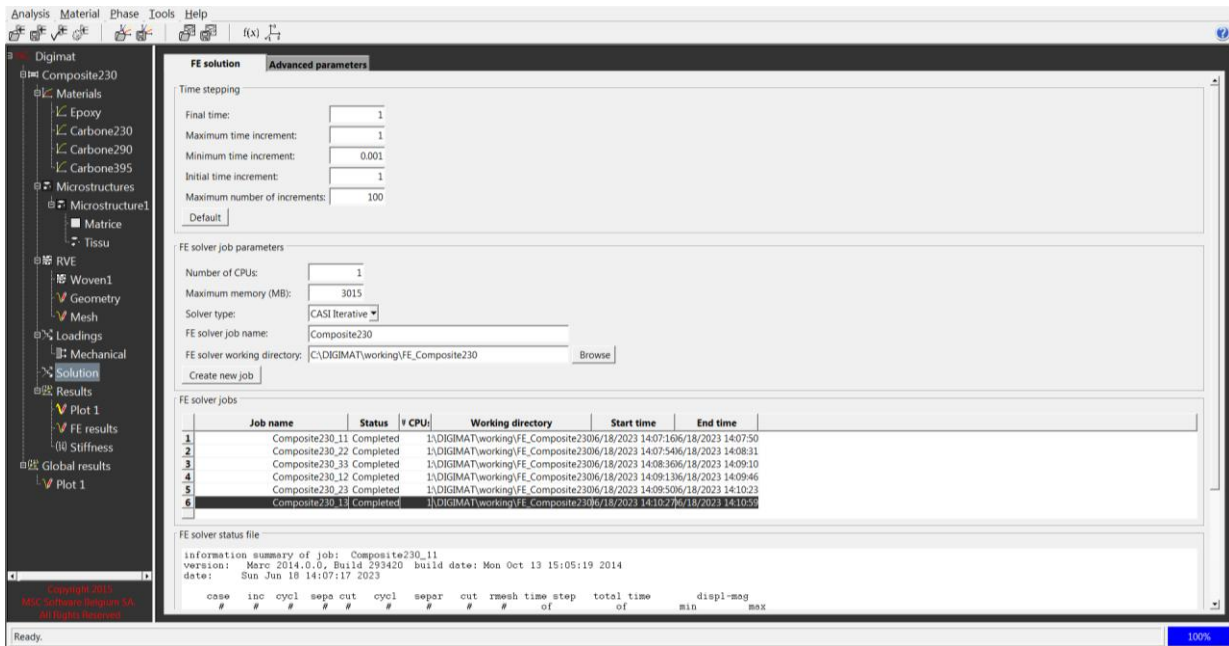 Analysis Material Phase Tools Help
f(x)
Digimat
Composite230
Materials
Epoxy
Carbone230
Carbone290
Carbone395
Microstructures
Microstructure1
Matrice
Tissu
RVE
Woven1
Geometry
Mesh
Loadings
Mechanical
Solution
Results
Plot 1
FE results
Stiffness
Global results
Plot 1
Copyright 2015
MSC Software Belgium SA.
All Rights Reserved
FE solution Advanced parameters
Time stepping
Final time: 1
Maximum time increment: 1
Minimum time increment: 0.001
Initial time increment: 1
Maximum number of increments: 100
Default
FE solver job parameters
Number of CPUs: 1
Maximum memory (MB): 3015
Solver type: CASI Iterative
FE solver job name: Composite230
FE solver working directory: C:\DIGIMAT\working\FE_Composite230 Browse
Create new job
FE solver jobs
Job name Status CPU Working directory Start time End time
1 Composite230_11 Completed 1 :\DIGIMAT\working\FE_Composite230 6/18/2023 14:07:16 6/18/2023 14:07:50
2 Composite230_22 Completed 1 :\DIGIMAT\working\FE_Composite230 6/18/2023 14:07:54 6/18/2023 14:08:31
3 Composite230_33 Completed 1 :\DIGIMAT\working\FE_Composite230 6/18/2023 14:08:36 6/18/2023 14:09:10
4 Composite230_12 Completed 1 :\DIGIMAT\working\FE_Composite230 6/18/2023 14:09:13 6/18/2023 14:09:46
5 Composite230_23 Completed 1 :\DIGIMAT\working\FE_Composite230 6/18/2023 14:09:50 6/18/2023 14:10:23
6 Composite230_13 Completed 1 \DIGIMAT\working\FE_Composite230 6/18/2023 14:10:27 6/18/2023 14:10:59
FE solver status file
information summary of job: Composite230_11
version: Marc 2014.0.0, Build 293420 build date: Mon Oct 13 15:05:19 2014
date: Sun Jun 18 14:07:17 2023
case inc cycl sepa cut cycl separ cut rmesh time step total time displ-mag
# # # # # # # # # of of min max
Ready. 100%